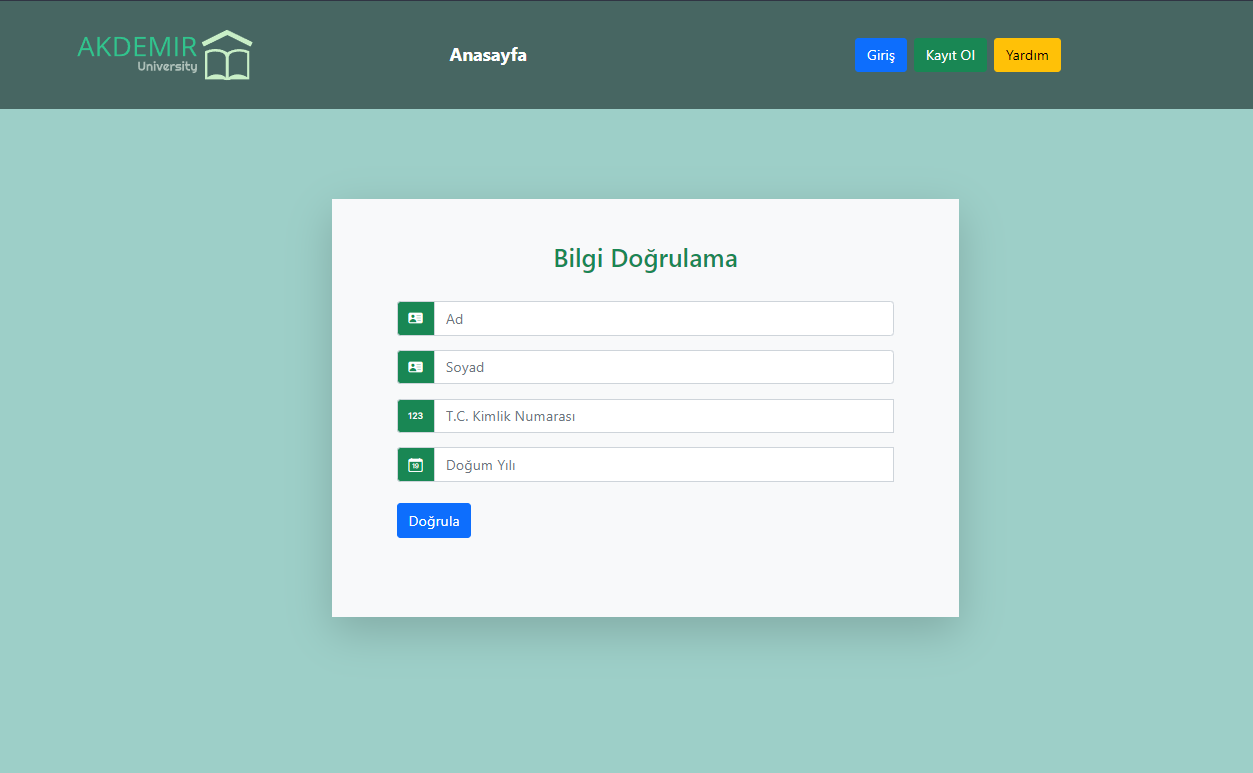 AKDEMIR
University
Anasayfa
Giriş
Kayıt Ol
Yardım
Bilgi Doğrulama
Ad
Soyad
123
T.C. Kimlik Numarası
19
Doğum Yılı
Doğrula